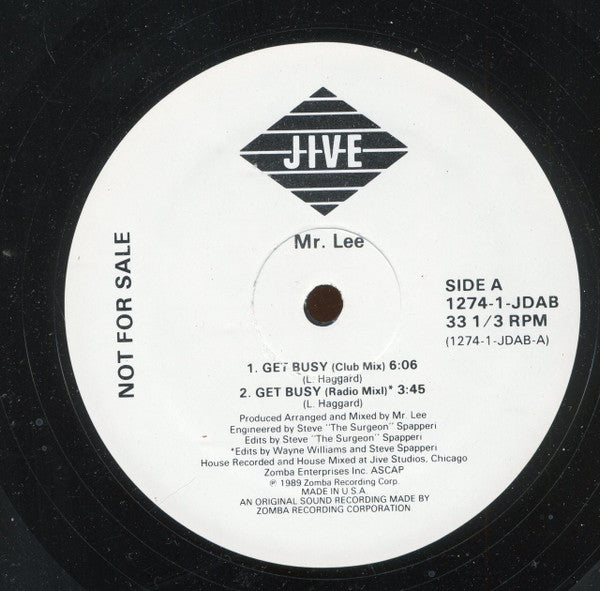 JIVE
Mr. Lee
NOT FOR SALE
SIDE A
1274-1-JDAB
33 1/3 RPM
(1274-1-JDAB-A)
1. GET BUSY (Club Mix) 6:06
(L. Haggard)
2. GET BUSY (Radio Mixl)* 3:45
(L. Haggard)
Produced Arranged and Mixed by Mr. Lee
Engineered by Steve "The Surgeon" Spapperi
Edits by Steve "The Surgeon" Spapperi
*Edits by Wayne Williams and Steve Spapperi
House Recorded and House Mixed at Jive Studios, Chicago
Zomba Enterprises Inc. ASCAP
℗ 1989 Zomba Recording Corp.
MADE IN U.S.A.
AN ORIGINAL SOUND RECORDING MADE BY
ZOMBA RECORDING CORPORATION